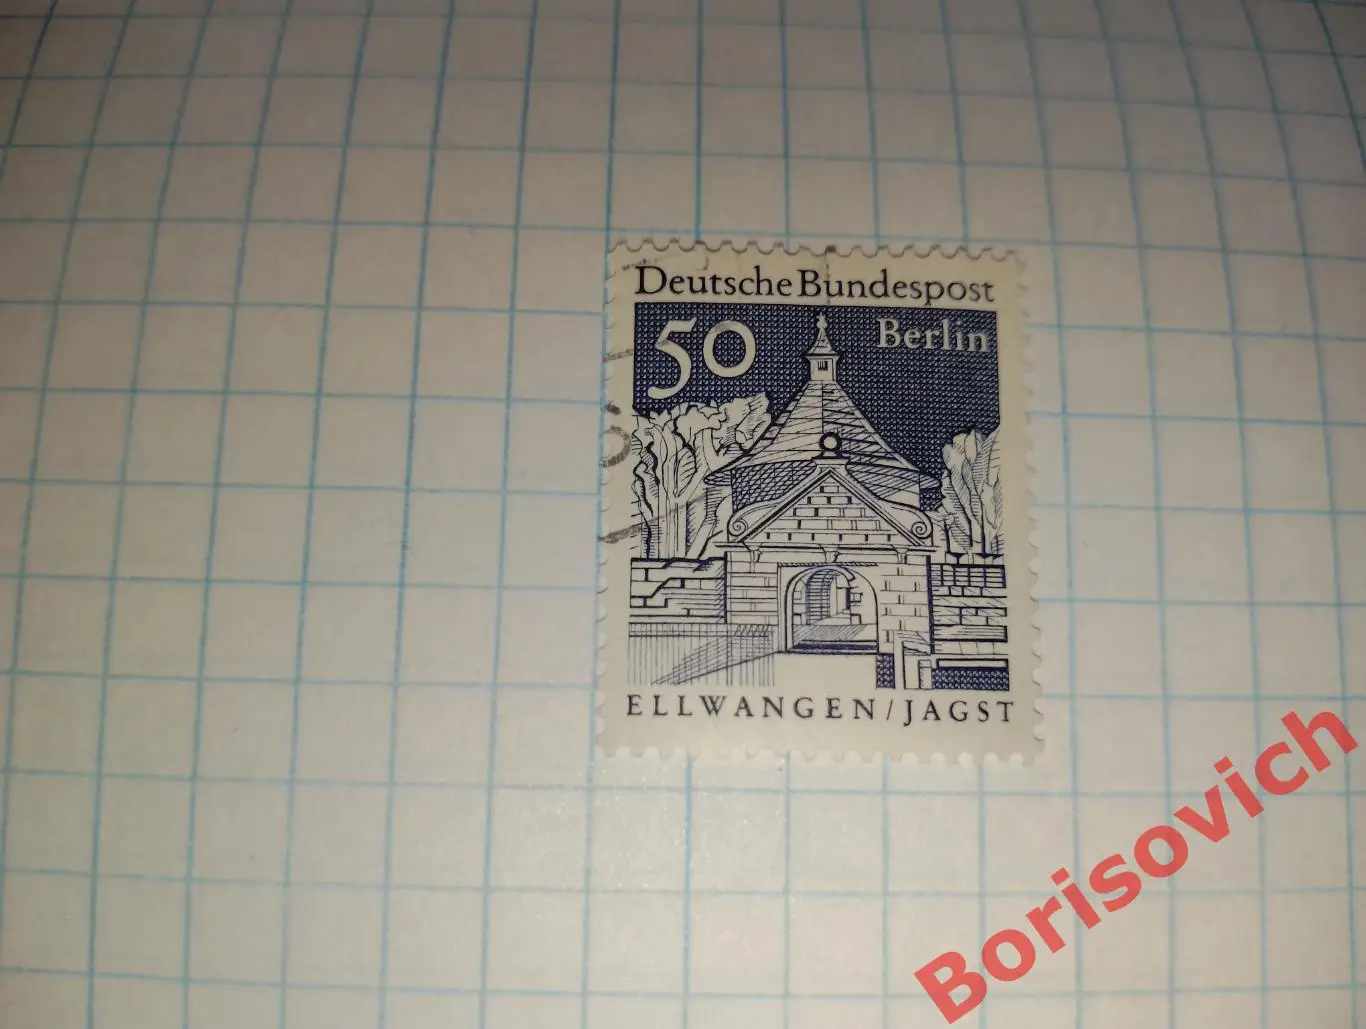 Deutsche Bundespost
50 Berlin
ELLWANGEN/JAGST
Borisovich